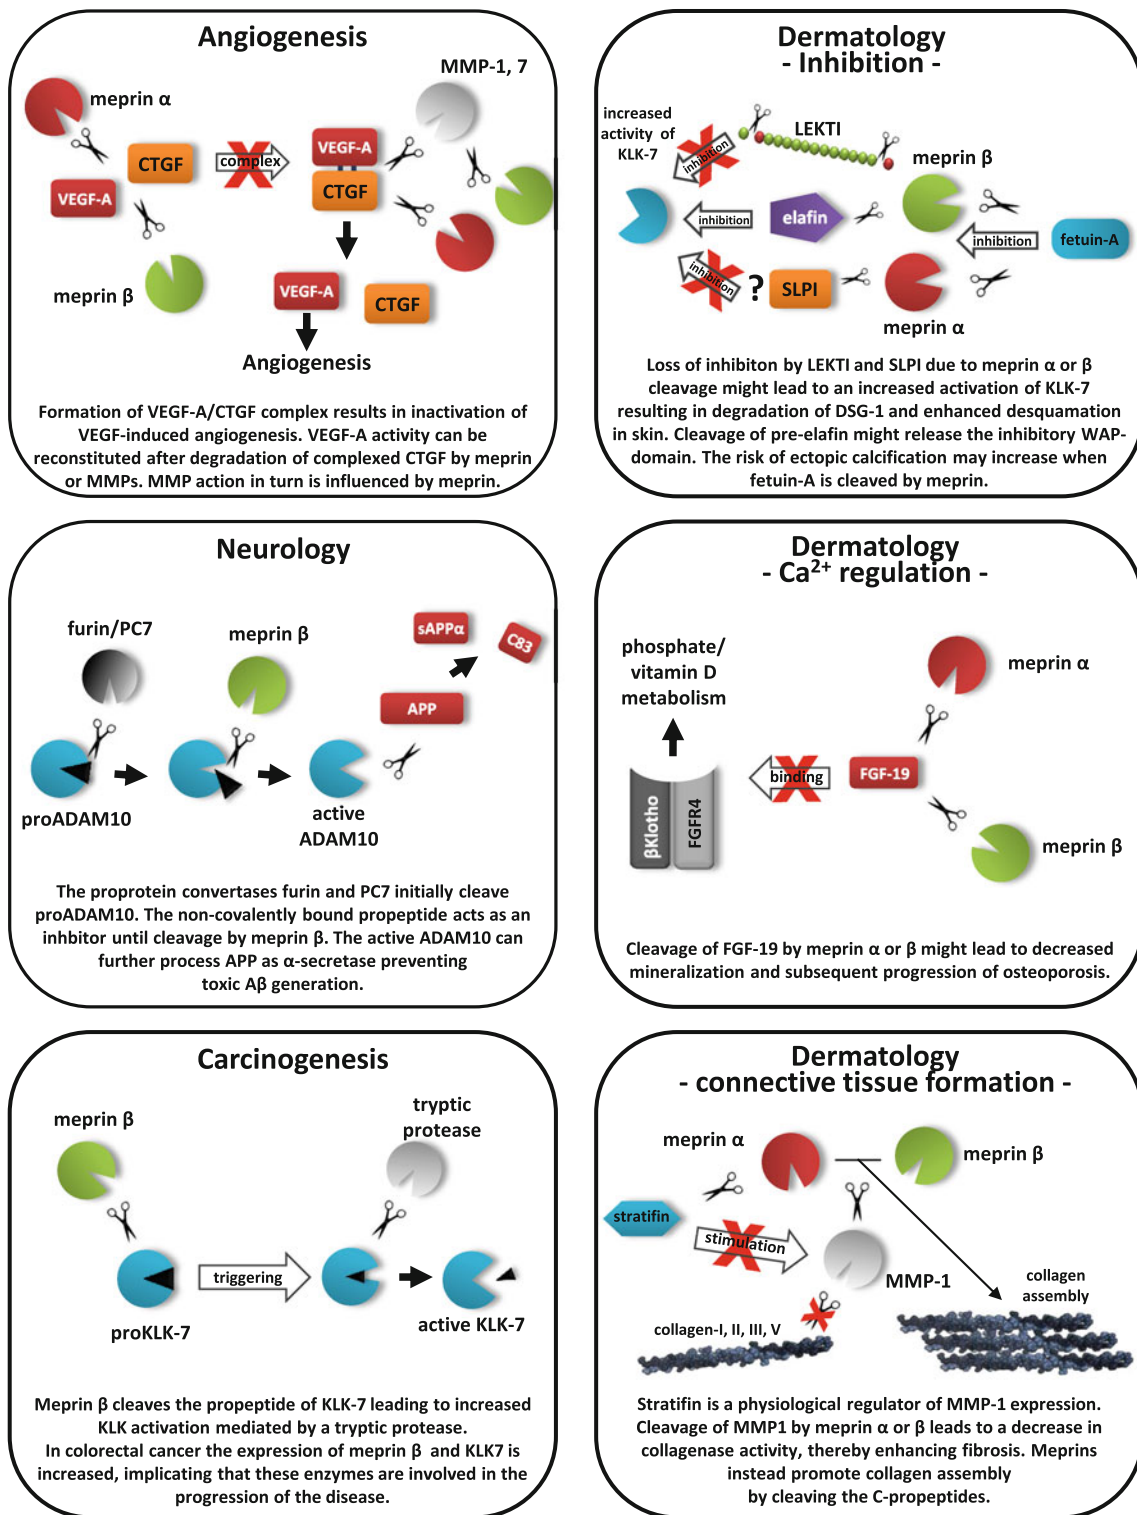 Angiogenesis
meprin α
MMP-1, 7
CTGF
complex
VEGF-A
CTGF
VEGF-A
meprin β
VEGF-A
CTGF
Angiogenesis
Formation of VEGF-A/CTGF complex results in inactivation of
VEGF-induced angiogenesis. VEGF-A activity can be
reconstituted after degradation of complexed CTGF by meprin
or MMPs. MMP action in turn is influenced by meprin.
Dermatology
- Inhibition -
increased
activity of
KLK-7
inhibition
LEKTI
meprin β
inhibition
elafin
inhibition
fetuin-A
inhibition
?
SLPI
meprin α
Loss of inhibiton by LEKTI and SLPI due to meprin α or β
cleavage might lead to an increased activation of KLK-7
resulting in degradation of DSG-1 and enhanced desquamation
in skin. Cleavage of pre-elafin might release the inhibitory WAP-
domain. The risk of ectopic calcification may increase when
fetuin-A is cleaved by meprin.
Neurology
furin/PC7
meprin β
sAPPα
C83
APP
proADAM10
active
ADAM10
The proprotein convertases furin and PC7 initially cleave
proADAM10. The non-covalently bound propeptide acts as an
inhbitor until cleavage by meprin β. The active ADAM10 can
further process APP as α-secretase preventing
toxic Aβ generation.
Dermatology
- Ca²⁺ regulation -
phosphate/
vitamin D
metabolism
meprin α
binding
FGF-19
βKlotho
FGFR4
meprin β
Cleavage of FGF-19 by meprin α or β might lead to decreased
mineralization and subsequent progression of osteoporosis.
Carcinogenesis
meprin β
tryptic
protease
triggering
proKLK-7
active KLK-7
Meprin β cleaves the propeptide of KLK-7 leading to increased
KLK activation mediated by a tryptic protease.
In colorectal cancer the expression of meprin β and KLK7 is
increased, implicating that these enzymes are involved in the
progression of the disease.
Dermatology
- connective tissue formation -
meprin α
meprin β
stratifin
stimulation
MMP-1
collagen
assembly
collagen-I, II, III, V
Stratifin is a physiological regulator of MMP-1 expression.
Cleavage of MMP1 by meprin α or β leads to a decrease in
collagenase activity, thereby enhancing fibrosis. Meprins
instead promote collagen assembly
by cleaving the C-propeptides.